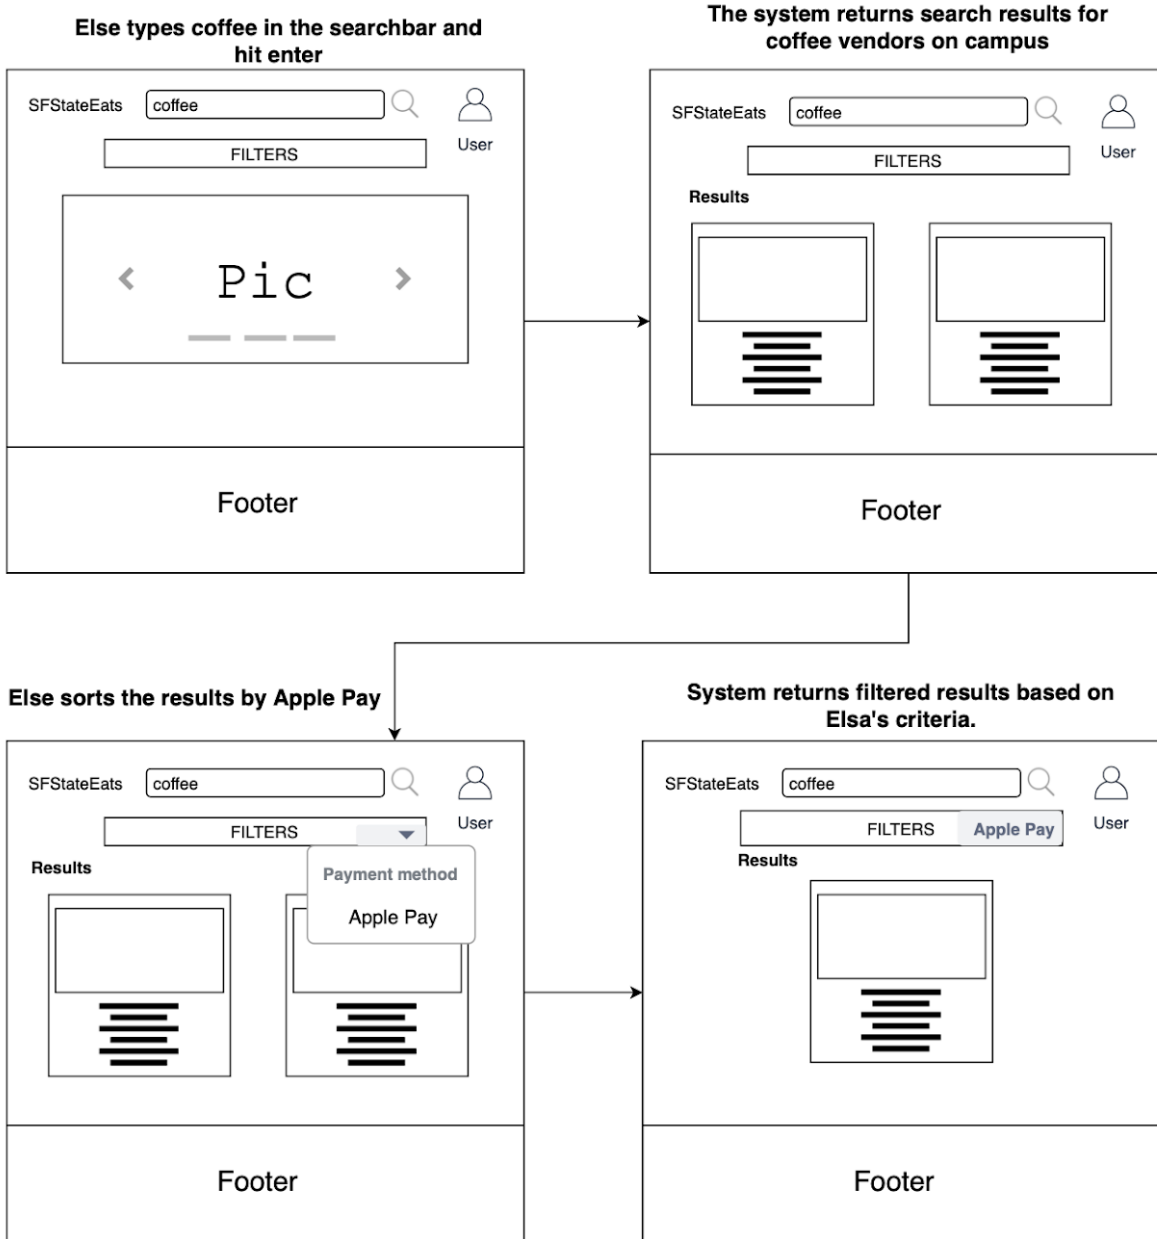 Else types coffee in the searchbar and
hit enter
SFStateEats
coffee
User
FILTERS
Pic
Footer
The system returns search results for
coffee vendors on campus
SFStateEats
coffee
User
FILTERS
Results
Footer
Else sorts the results by Apple Pay
SFStateEats
coffee
User
FILTERS
Results
Payment method
Apple Pay
Footer
System returns filtered results based on
Elsa's criteria.
SFStateEats
coffee
User
FILTERS
Apple Pay
Results
Footer